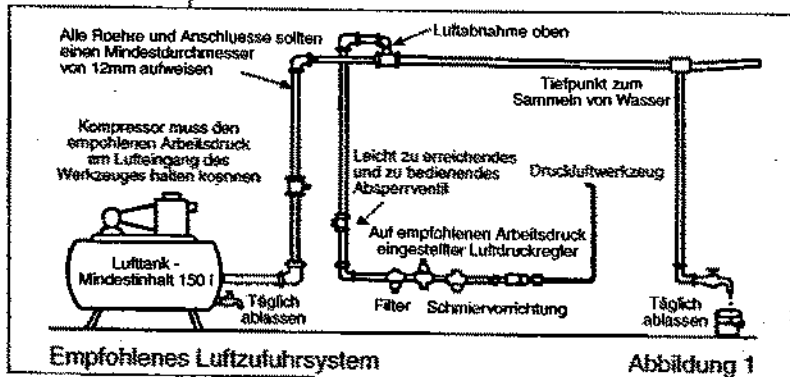 Alle Roehre und Anschluesse sollten
einen Mindestdurchmesser
von 12mm aufweisen
Luftabnahme oben
Tiefpunkt zum
Sammeln von Wasser
Kompressor muss den
empohlenen Arbeitsdruck
am Lufteingang des
Werkzeuges halten koennen
Leicht zu erreichendes
und zu bedienendes
Absperrventil
Druckluftwerkzeug
Auf empfohlenen Arbeitsdruck
eingestellter Luftdruckregler
Lufttank -
Mindestinhalt 150 l
Täglich
ablassen
Filter
Schmiervorrichtung
Täglich
ablassen
Empfohlenes Luftzufuhrsystem
Abbildung 1